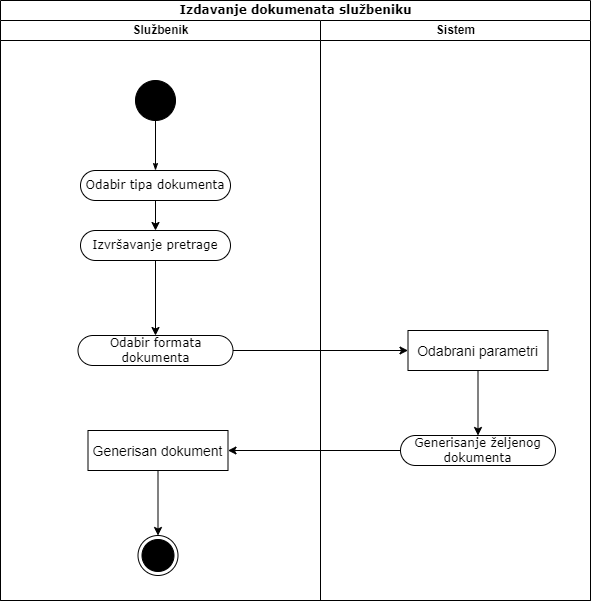 Izdavanje dokumenata službeniku
Službenik
Sistem
Odabir tipa dokumenta
Izvršavanje pretrage
Odabir formata
dokumenta
Odabrani parametri
Generisanje željenog
dokumenta
Generisan dokument